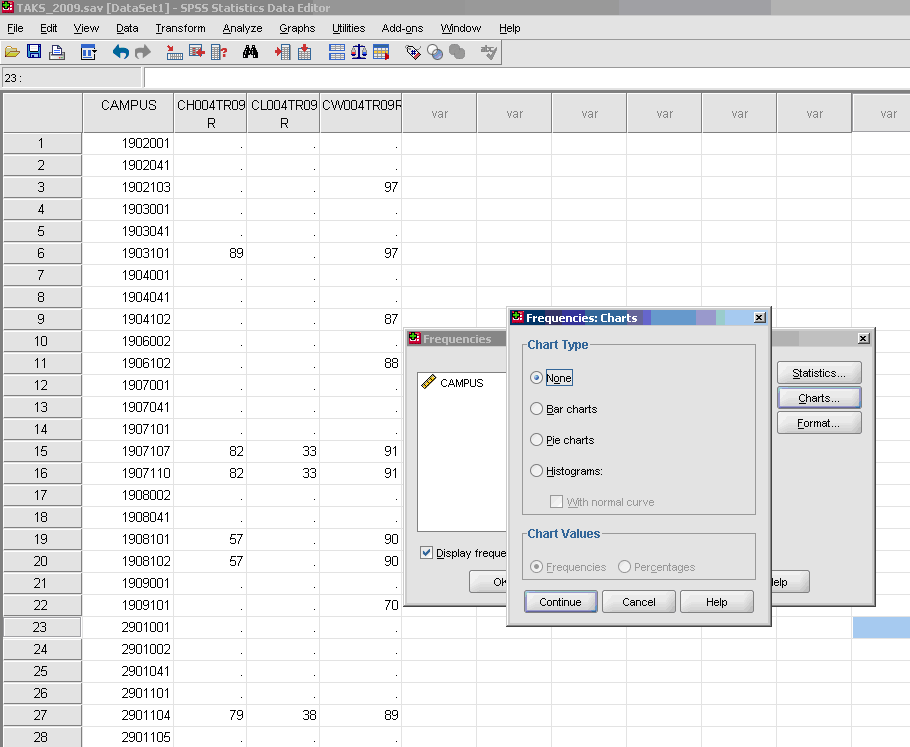 TAKS_2009.sav [DataSet1] - SPSS Statistics Data Editor
File Edit View Data Transform Analyze Graphs Utilities Add-ons Window Help
23 :
CAMPUS CH004TR09R CL004TR09R CW004TR09R var var var var var var var
1 1902001 . . .
2 1902041 . . .
3 1902103 . . 97
4 1903001 . . .
5 1903041 . . .
6 1903101 89 . 97
7 1904001 . . .
8 1904041 . . .
9 1904102 . . 87
10 1906002 . . .
11 1906102 . . 88
12 1907001 . . .
13 1907041 . . .
14 1907101 . . .
15 1907107 82 33 91
16 1907110 82 33 91
17 1908002 . . .
18 1908041 . . .
19 1908101 57 . 90
20 1908102 57 . 90
21 1909001 . . .
22 1909101 . . 70
23 2901001 . . .
24 2901002 . . .
25 2901041 . . .
26 2901101 . . .
27 2901104 79 38 89
28 2901105 . . .
Frequencies
CAMPUS
Statistics...
Charts...
Format...
Display freque
OK
elp
Frequencies: Charts
Chart Type
None
Bar charts
Pie charts
Histograms:
With normal curve
Chart Values
Frequencies Percentages
Continue Cancel Help